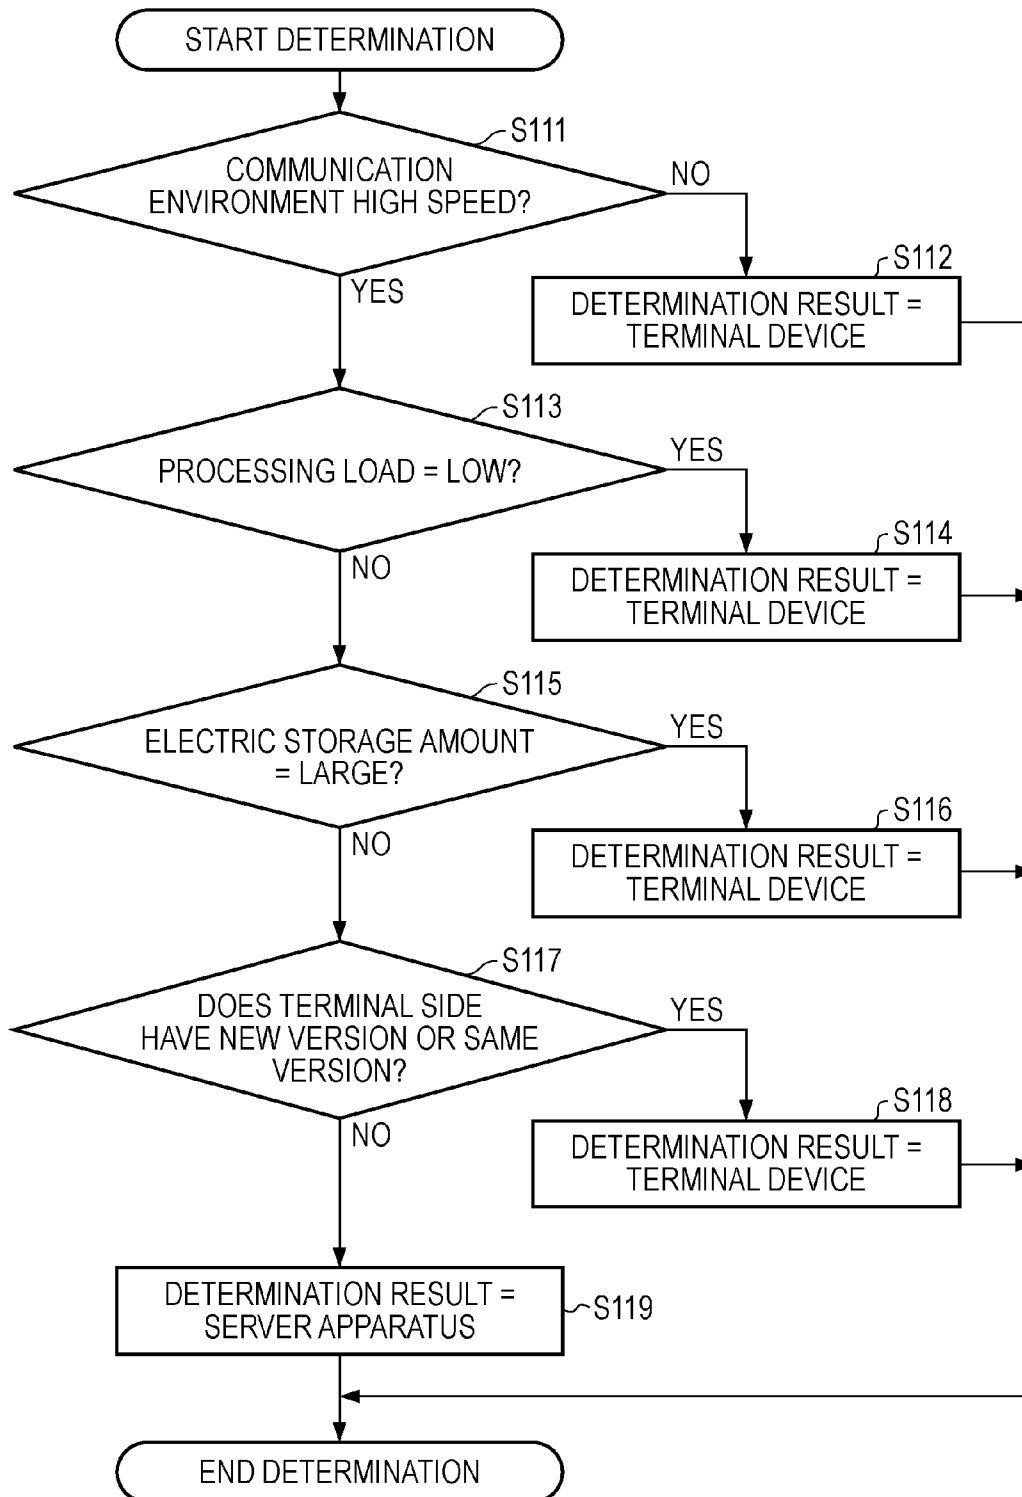 START DETERMINATION
S111
COMMUNICATION
ENVIRONMENT HIGH SPEED?
NO
YES
S112
DETERMINATION RESULT =
TERMINAL DEVICE
S113
PROCESSING LOAD = LOW?
YES
NO
S114
DETERMINATION RESULT =
TERMINAL DEVICE
S115
ELECTRIC STORAGE AMOUNT
= LARGE?
YES
NO
S116
DETERMINATION RESULT =
TERMINAL DEVICE
S117
DOES TERMINAL SIDE
HAVE NEW VERSION OR SAME
VERSION?
YES
NO
S118
DETERMINATION RESULT =
TERMINAL DEVICE
DETERMINATION RESULT =
SERVER APPARATUS
S119
END DETERMINATION